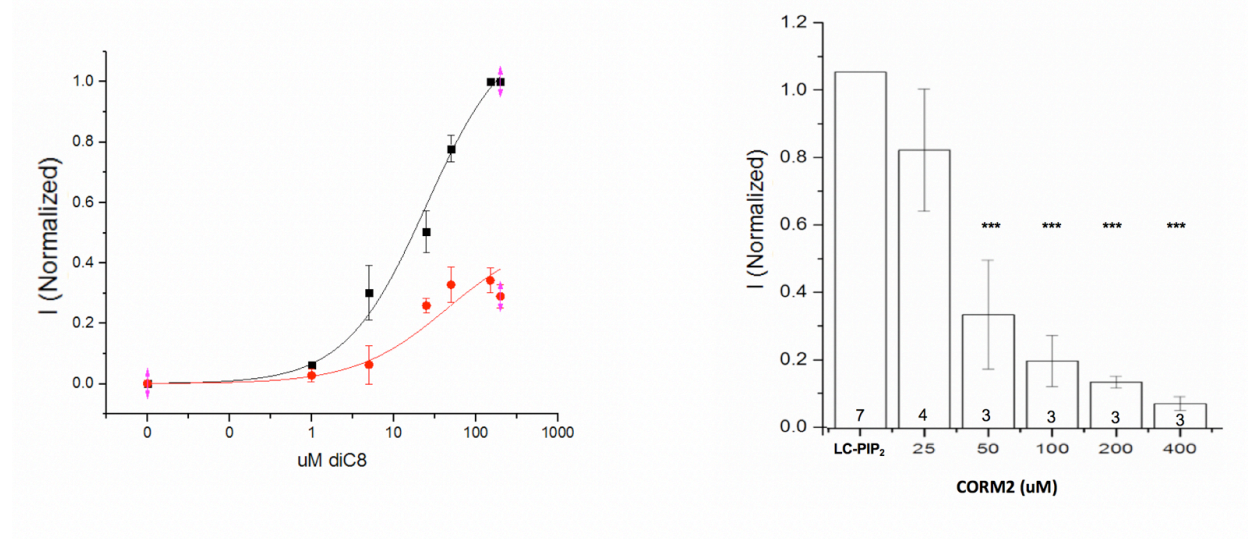 I (Normalized)
1.0
0.8
0.6
0.4
0.2
0.0
0 0 1 10 100 1000
uM diC8
I (Normalized)
1.2
1.0
0.8
0.6
0.4
0.2
0.0
*** *** *** ***
7 4 3 3 3 3
LC-PIP₂ 25 50 100 200 400
CORM2 (uM)